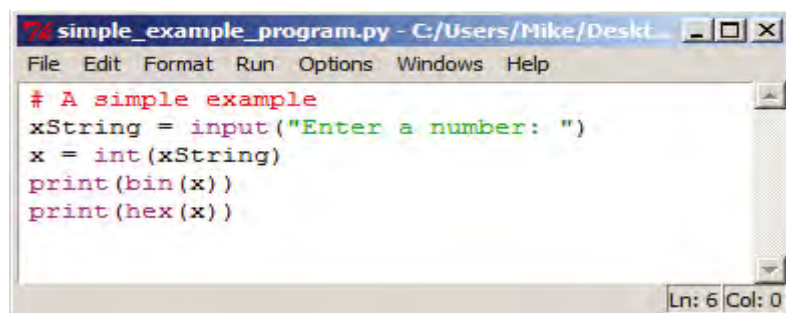 simple_example_program.py - C:/Users/Mike/Deskt...
File Edit Format Run Options Windows Help
# A simple example
xString = input("Enter a number: ")
x = int(xString)
print(bin(x))
print(hex(x))
Ln: 6 Col: 0